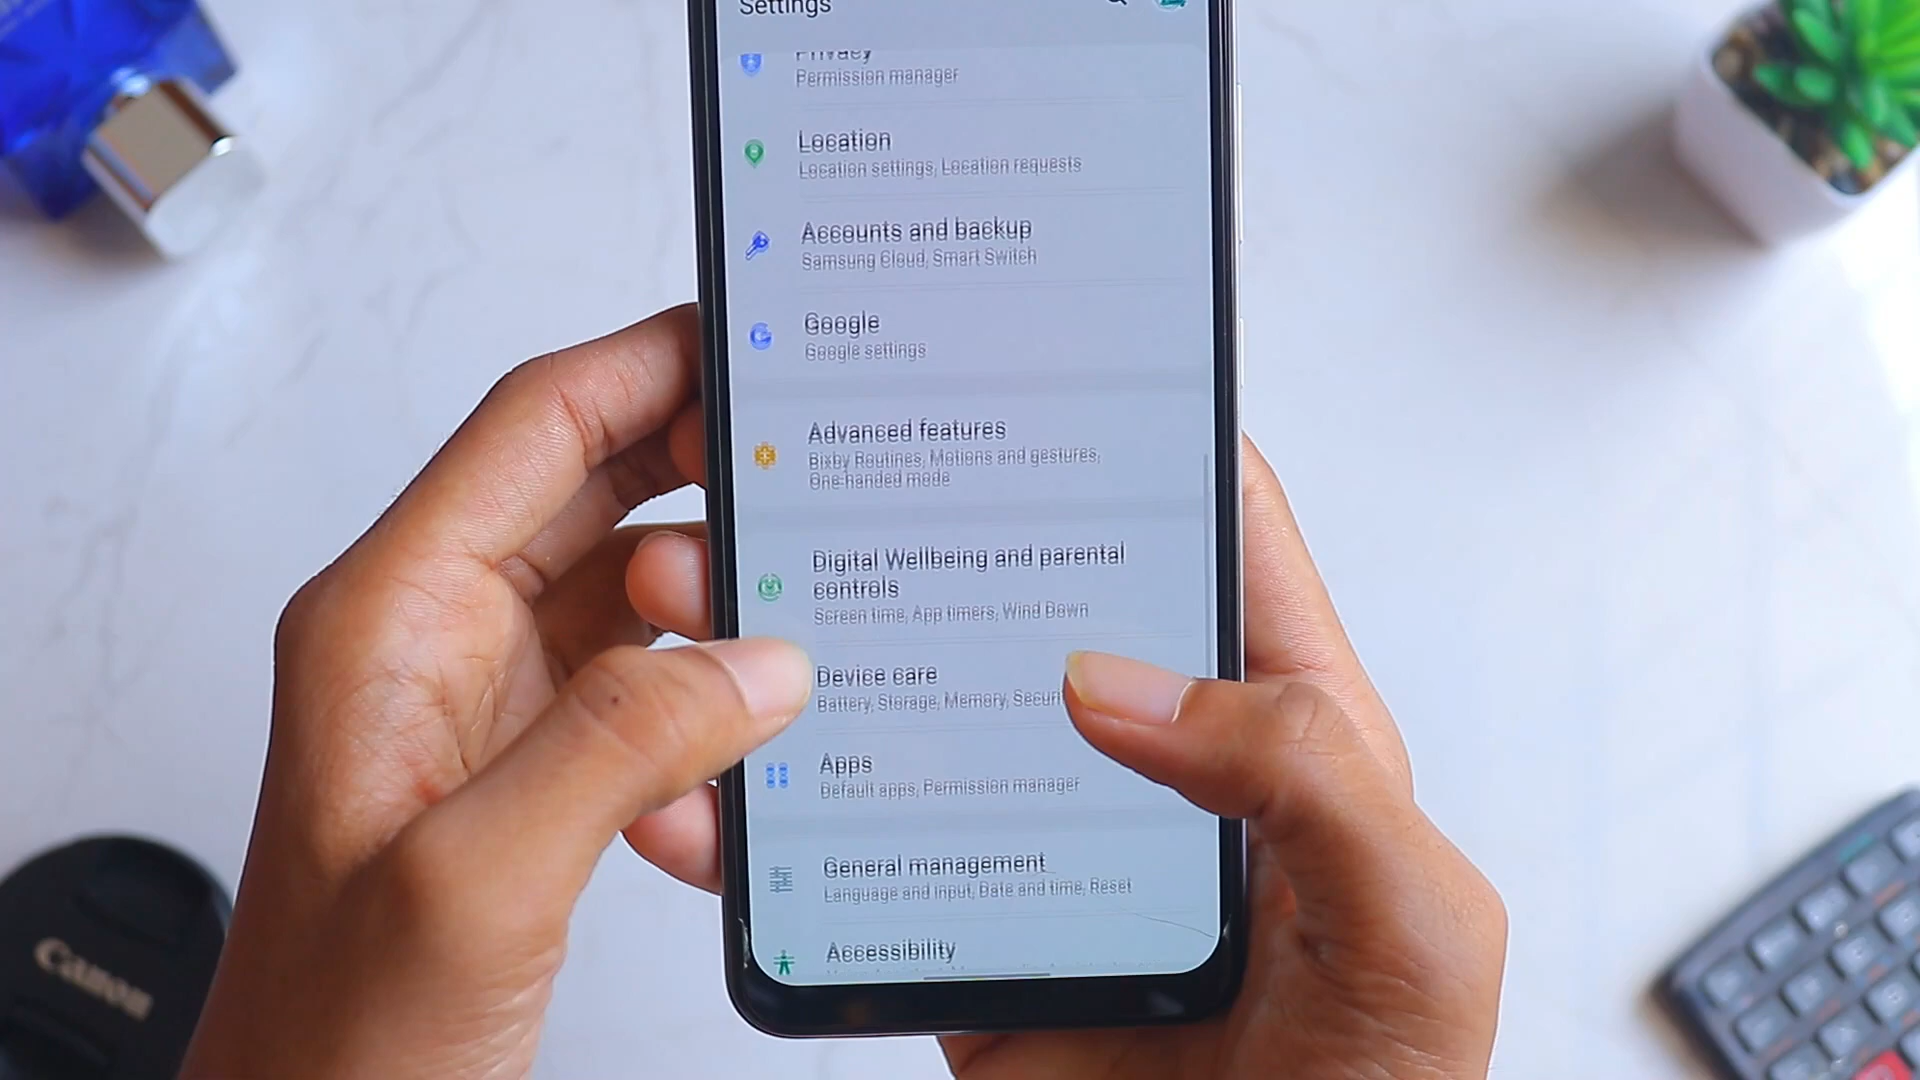 Settings
Privacy
Permission manager
Location
Location settings, Location requests
Accounts and backup
Samsung Cloud, Smart Switch
Google
Google settings
Advanced features
Bixby Routines, Motions and gestures,
One-handed mode
Digital Wellbeing and parental
controls
Screen time, App timers, Wind Down
Device care
Battery, Storage, Memory, Securi
Apps
Default apps, Permission manager
General management
Language and input, Date and time, Reset
Accessibility
Canon